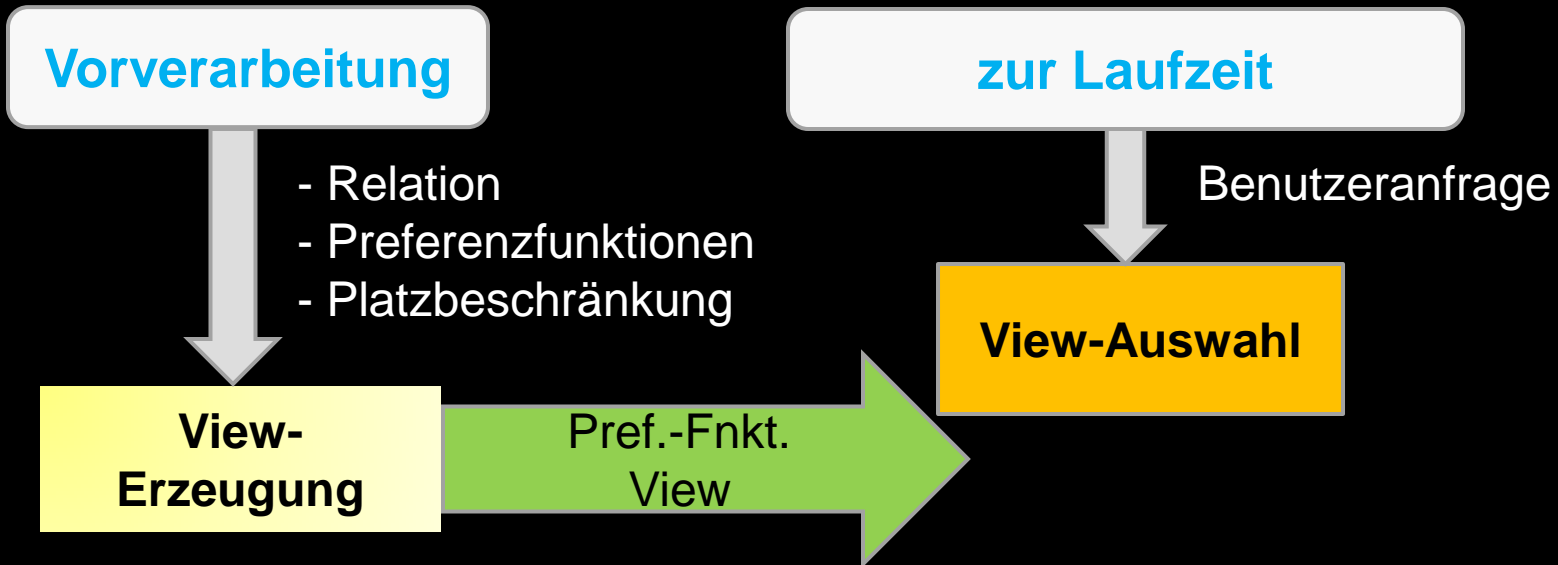 Vorverarbeitung
- Relation
- Preferenzfunktionen
- Platzbeschränkung
View-
Erzeugung
Pref.-Fnkt.
View
zur Laufzeit
Benutzeranfrage
View-Auswahl